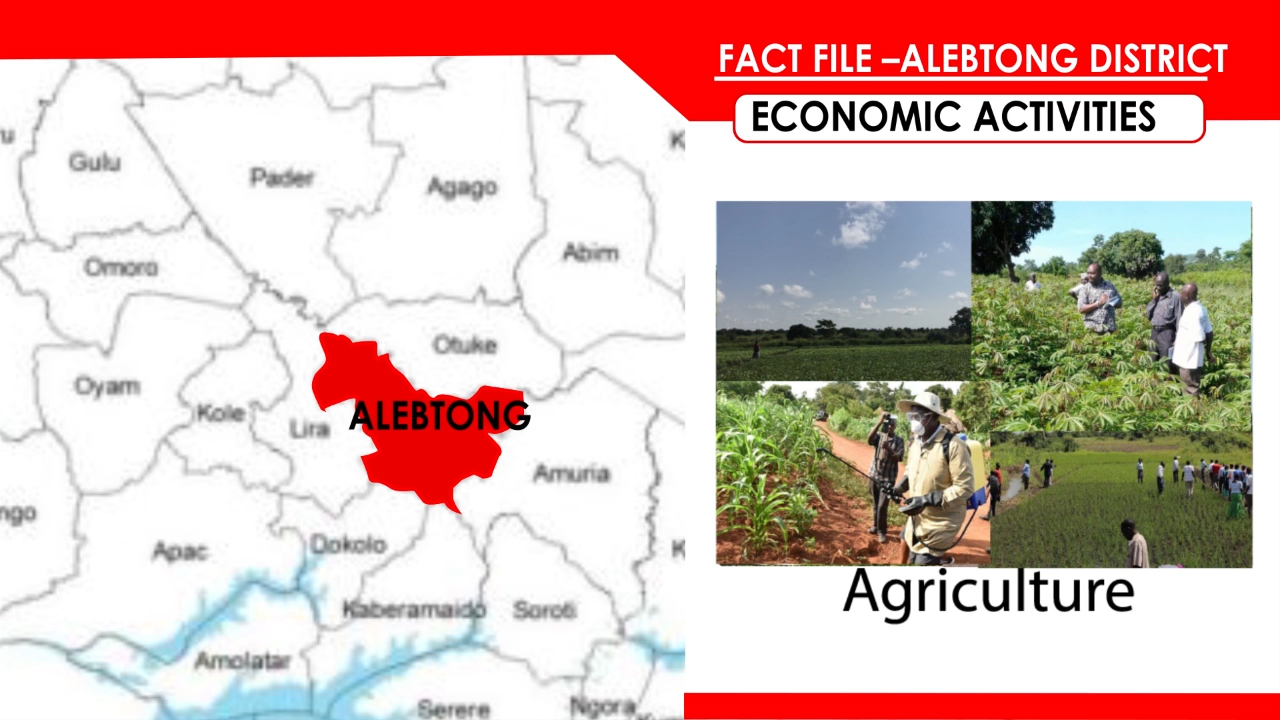 FACT FILE –ALEBTONG DISTRICT
ECONOMIC ACTIVITIES
Gulu
Pader
Agago
Abim
Omoro
Otuke
Oyam
Kole
Lira
ALEBTONG
Amuria
ngo
Apac
Dokolo
Kaberamaido
Soroti
Amolatar
Serere
Ngora
Agriculture